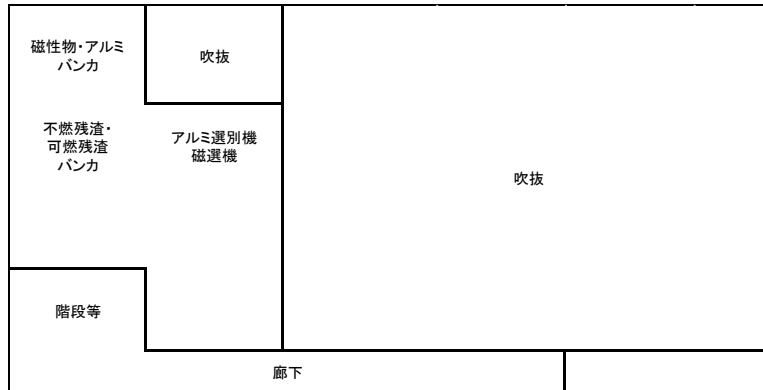 磁性物・アルミ
バンカ
吹抜
不燃残渣・
可燃残渣
バンカ
アルミ選別機
磁選機
吹抜
階段等
廊下